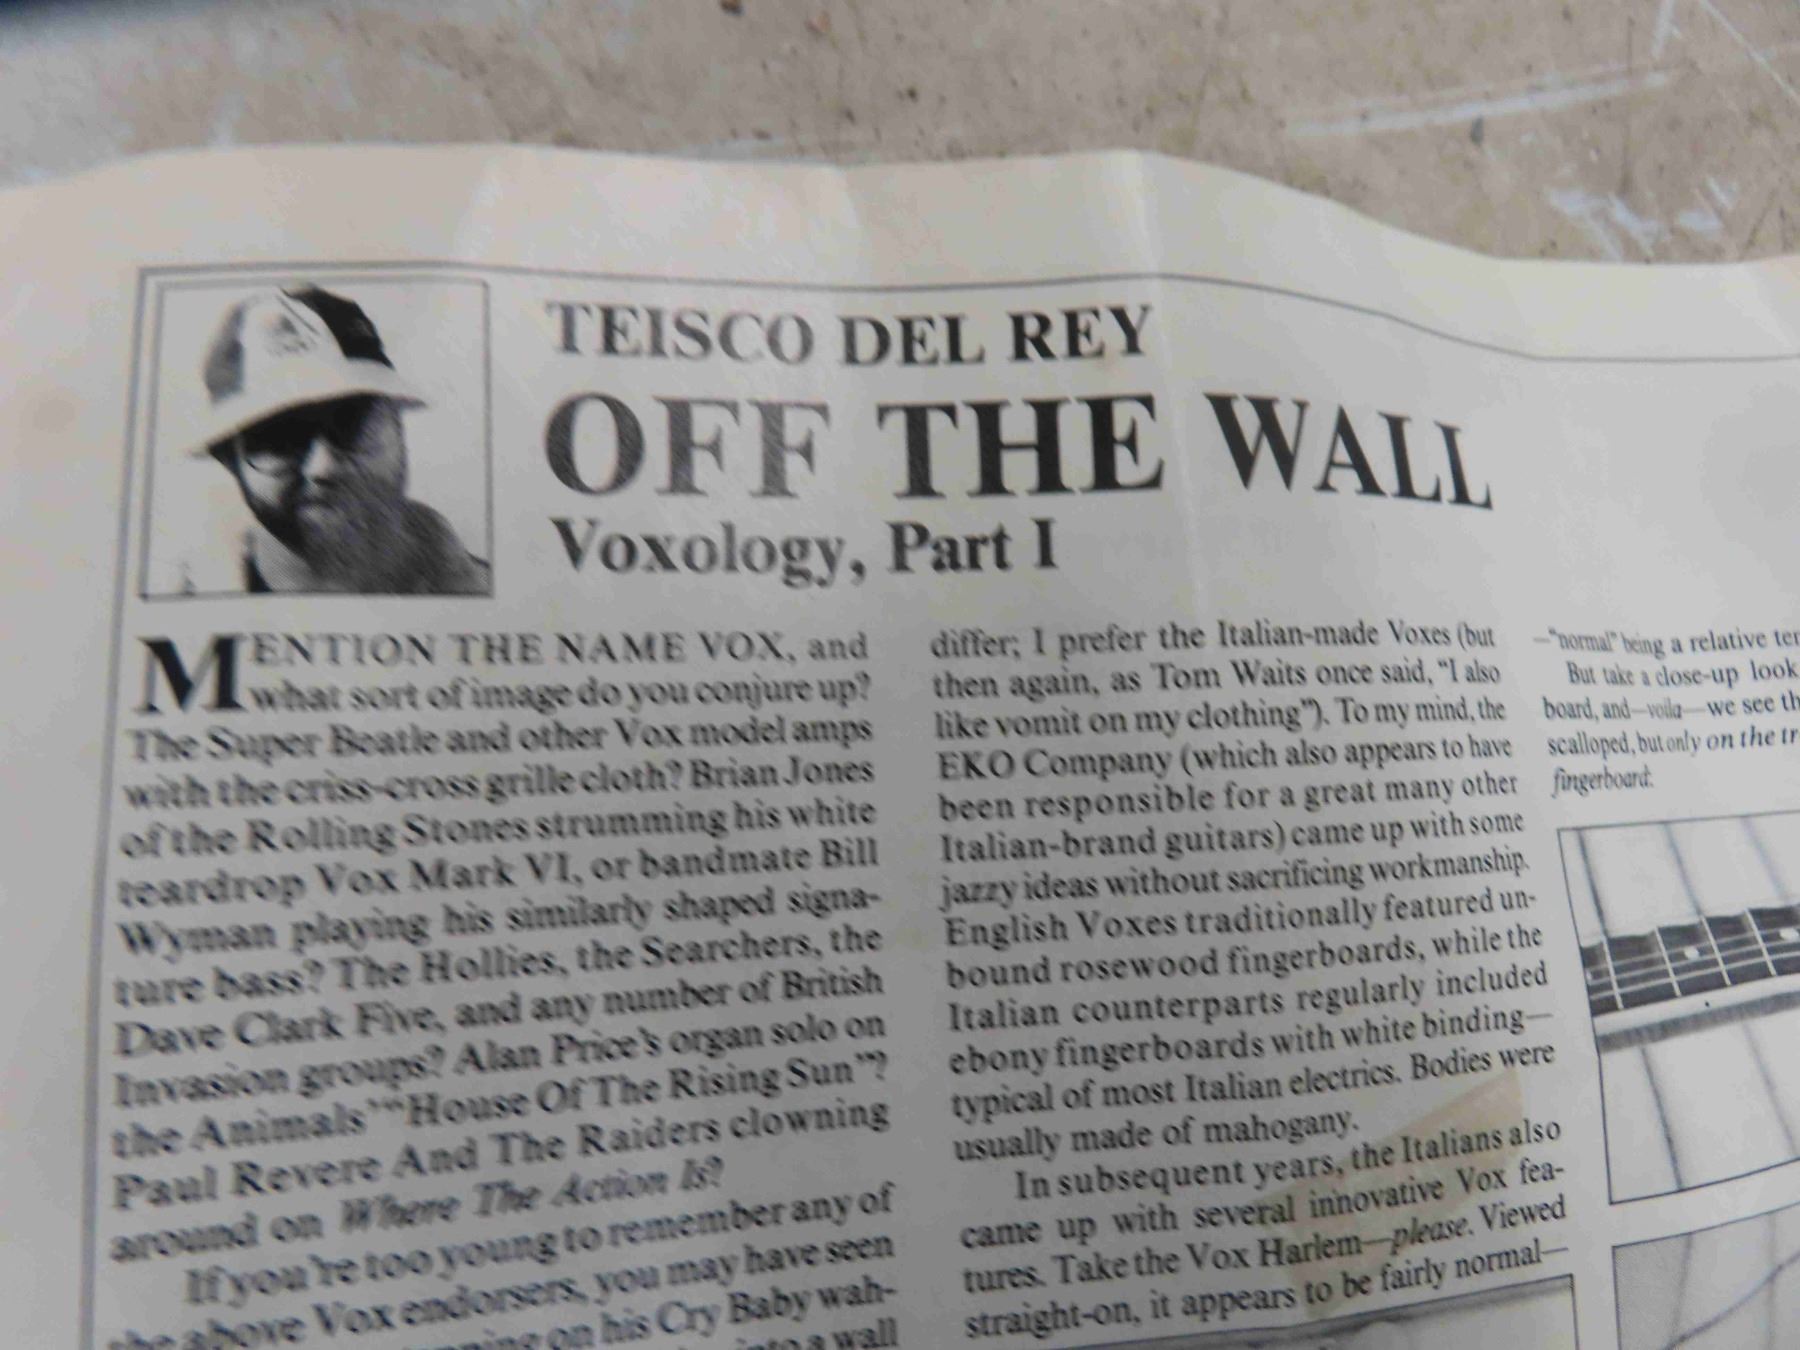 TEISCO DEL REY
OFF THE WALL
Voxology, Part I
MENTION THE NAME VOX, and
what sort of image do you conjure up?
The Super Beatle and other Vox model amps
with the criss-cross grille cloth? Brian Jones
of the Rolling Stones strumming his white
teardrop Vox Mark VI, or bandmate Bill
Wyman playing his similarly shaped signa-
ture bass? The Hollies, the Searchers, the
Dave Clark Five, and any number of British
Invasion groups? Alan Price's organ solo on
the Animals' "House Of The Rising Sun"?
Paul Revere And The Raiders clowning
around on Where The Action Is?
If you're too young to remember any of
the above Vox endorsers, you may have seen
on his Cry Baby wah-
into a wall
differ; I prefer the Italian-made Voxes (but
then again, as Tom Waits once said, "I also
like vomit on my clothing"). To my mind, the
EKO Company (which also appears to have
been responsible for a great many other
Italian-brand guitars) came up with some
jazzy ideas without sacrificing workmanship.
English Voxes traditionally featured un-
bound rosewood fingerboards, while the
Italian counterparts regularly included
ebony fingerboards with white binding—
typical of most Italian electrics. Bodies were
usually made of mahogany.
In subsequent years, the Italians also
came up with several innovative Vox fea-
tures. Take the Vox Harlem—please. Viewed
straight-on, it appears to be fairly normal—
—"normal" being a relative
But take a close-up look
board, and—voila—we see
scalloped, but only on the
fingerboard: